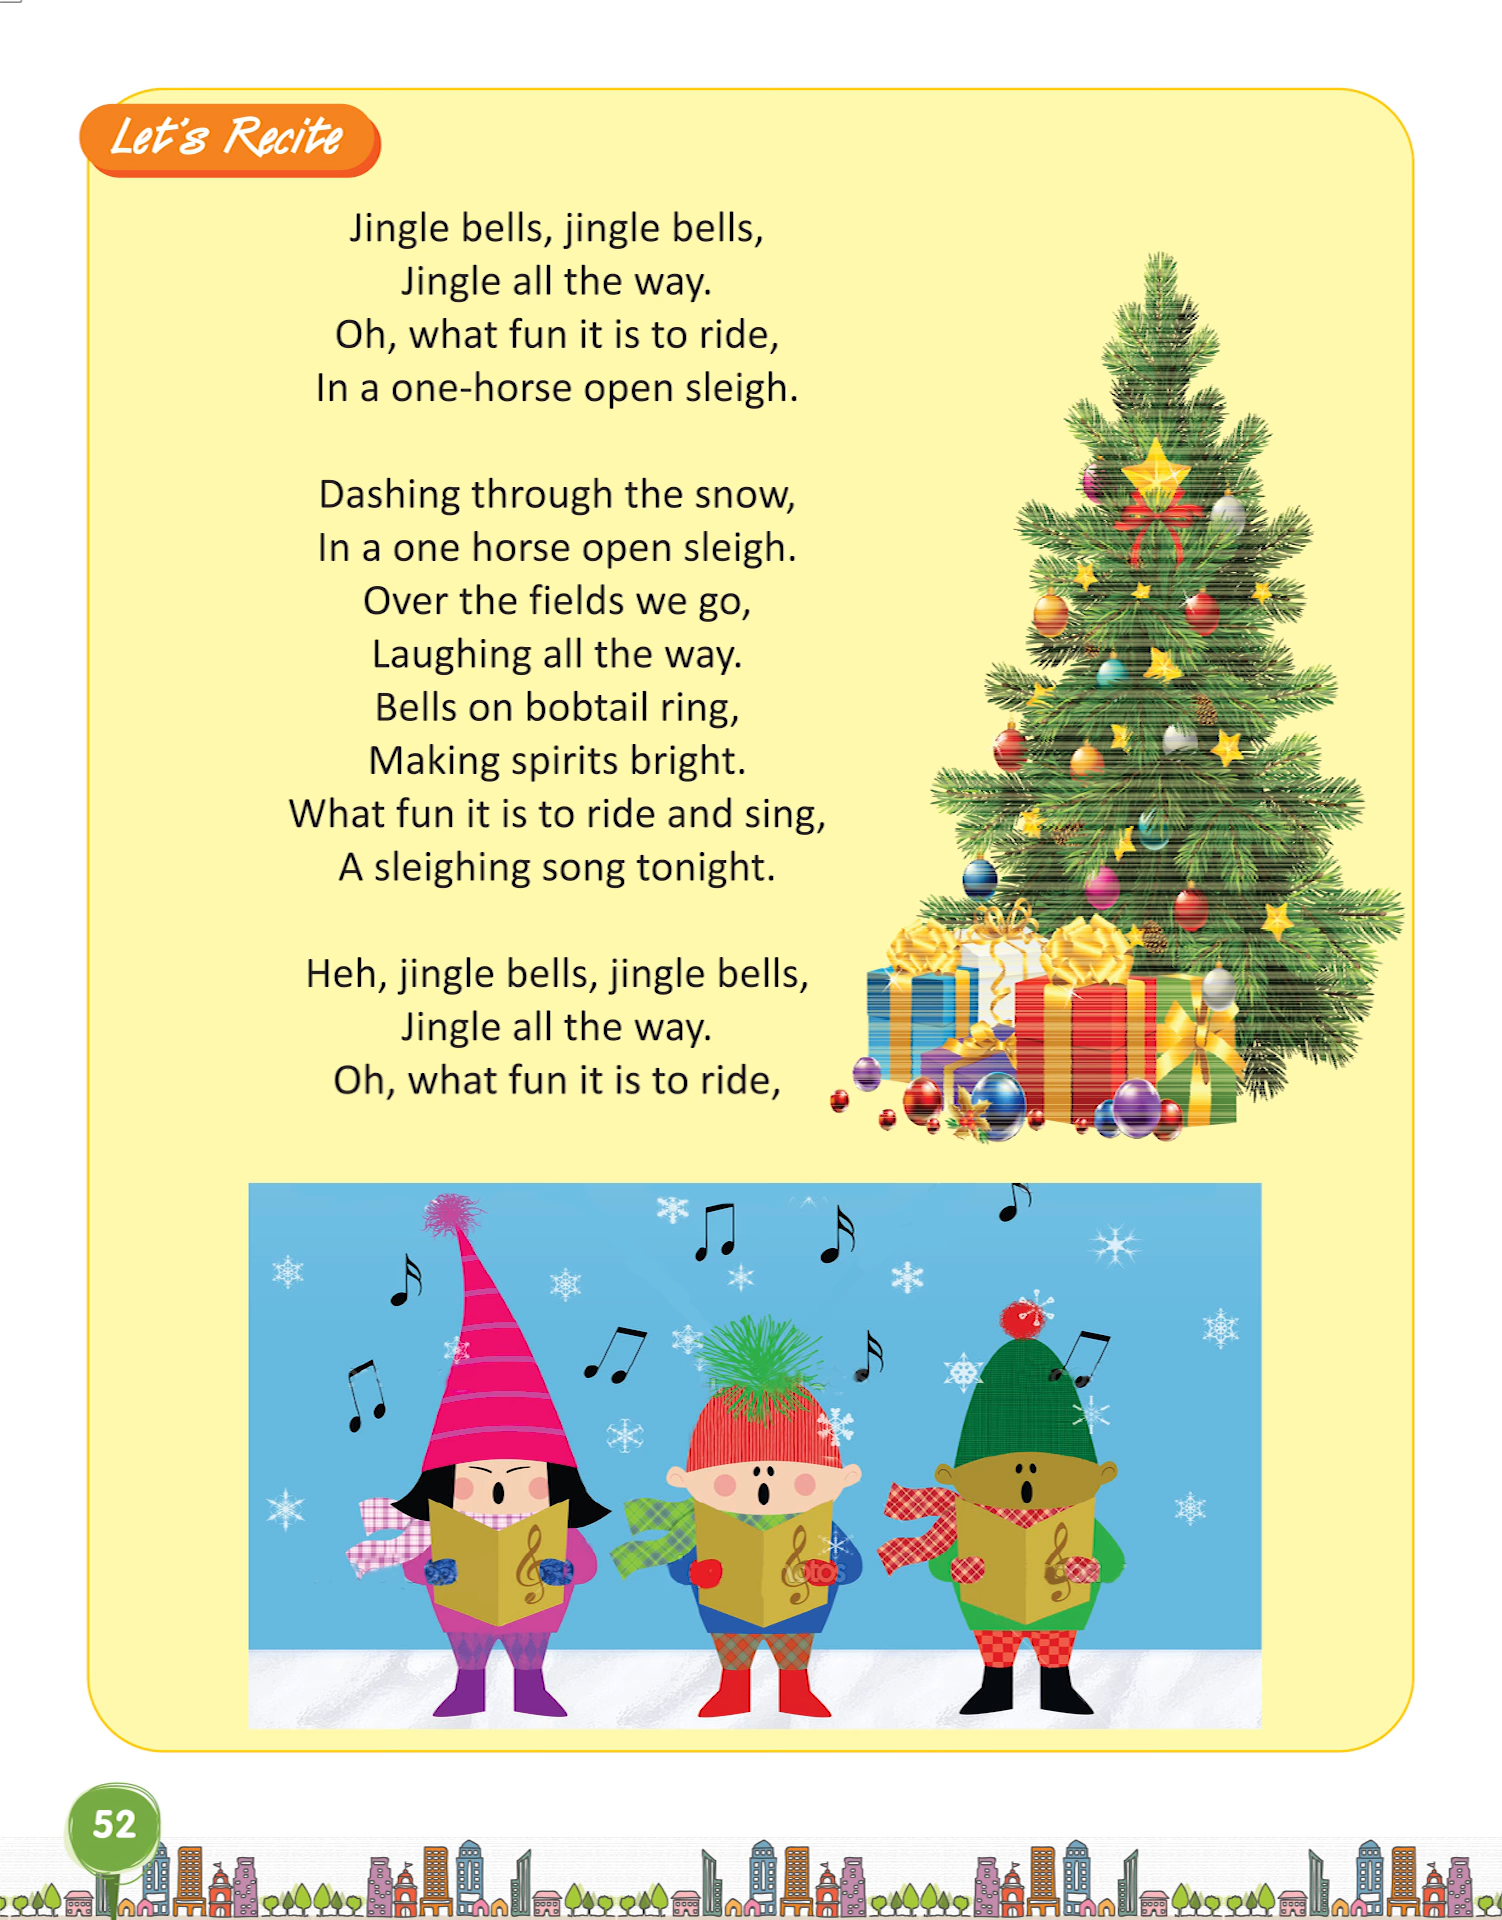 Let's Recite
Jingle bells, jingle bells,
Jingle all the way.
Oh, what fun it is to ride,
In a one-horse open sleigh.
Dashing through the snow,
In a one horse open sleigh.
Over the fields we go,
Laughing all the way.
Bells on bobtail ring,
Making spirits bright.
What fun it is to ride and sing,
A sleighing song tonight.
Heh, jingle bells, jingle bells,
Jingle all the way.
Oh, what fun it is to ride,
52